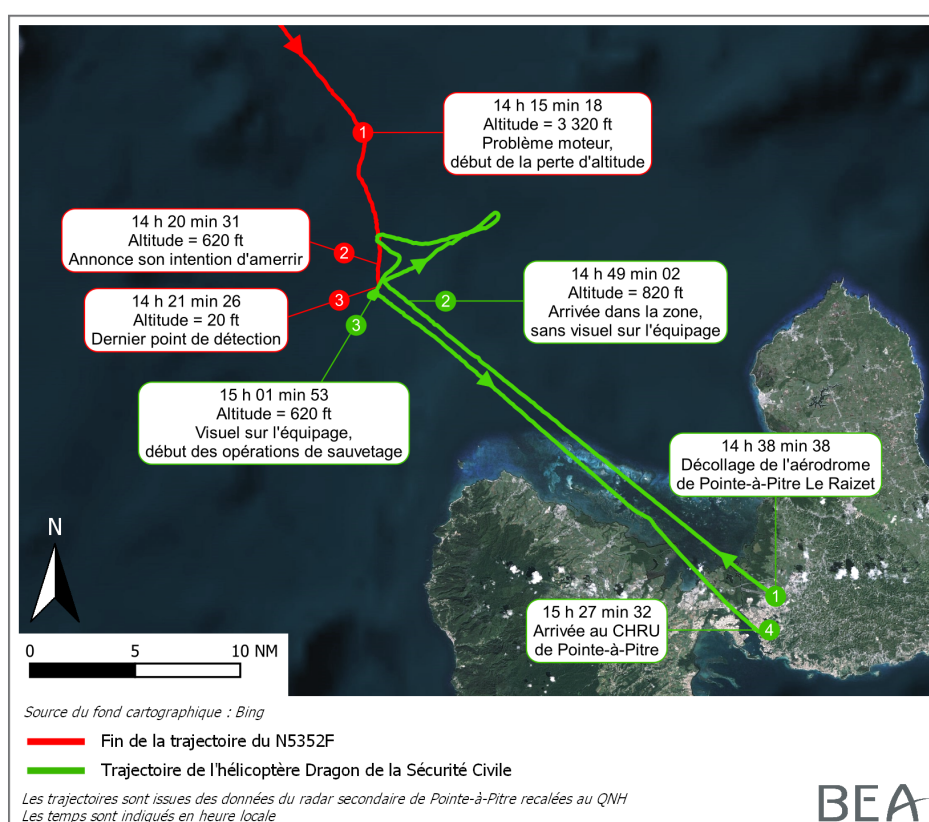 14 h 15 min 18
Altitude = 3 320 ft
Problème moteur,
début de la perte d'altitude
1
14 h 20 min 31
Altitude = 620 ft
Annonce son intention d'amerrir
2
14 h 21 min 26
Altitude = 20 ft
Dernier point de détection
3
14 h 49 min 02
Altitude = 820 ft
Arrivée dans la zone,
sans visuel sur l'équipage
2
3
15 h 01 min 53
Altitude = 620 ft
Visuel sur l'équipage,
début des opérations de sauvetage
14 h 38 min 38
Décollage de l'aérodrome
de Pointe-à-Pitre Le Raizet
1
15 h 27 min 32
Arrivée au CHRU
de Pointe-à-Pitre
4
N
0 5 10 NM
Source du fond cartographique : Bing
Fin de la trajectoire du N5352F
Trajectoire de l'hélicoptère Dragon de la Sécurité Civile
Les trajectoires sont issues des données du radar secondaire de Pointe-à-Pitre recalées au QNH
Les temps sont indiqués en heure locale
BEA